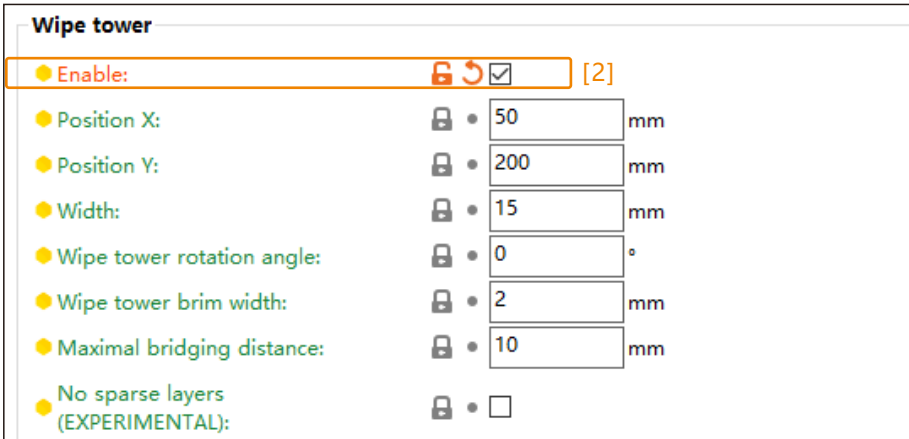 Wipe tower
Enable: [2]
Position X: 50 mm
Position Y: 200 mm
Width: 15 mm
Wipe tower rotation angle: 0 °
Wipe tower brim width: 2 mm
Maximal bridging distance: 10 mm
No sparse layers
(EXPERIMENTAL):